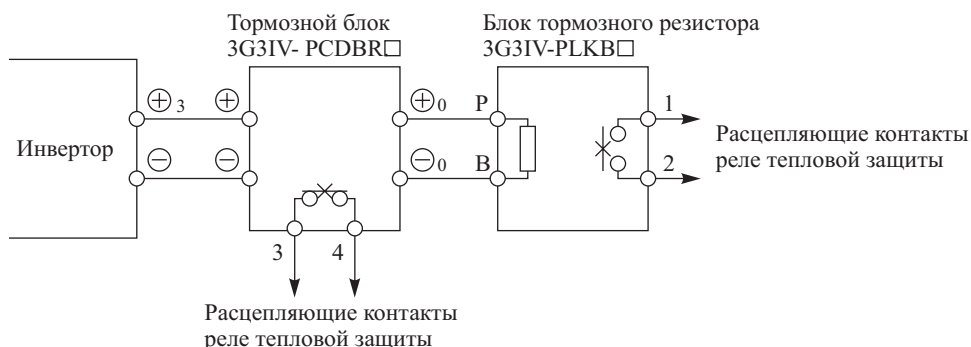 Тормозной блок
3G3IV- PCDBR□
Блок тормозного резистора
3G3IV-PLKB□
⊕3
⊕
⊕0
P
1
Инвертор
⊖
⊖
⊖0
B
2
Расцепляющие контакты
реле тепловой защиты
3
4
Расцепляющие контакты
реле тепловой защиты